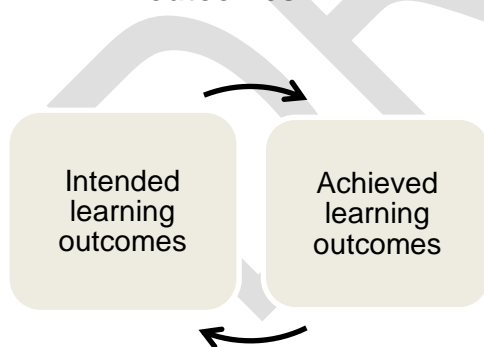 Intended
learning
outcomes
Achieved
learning
outcomes